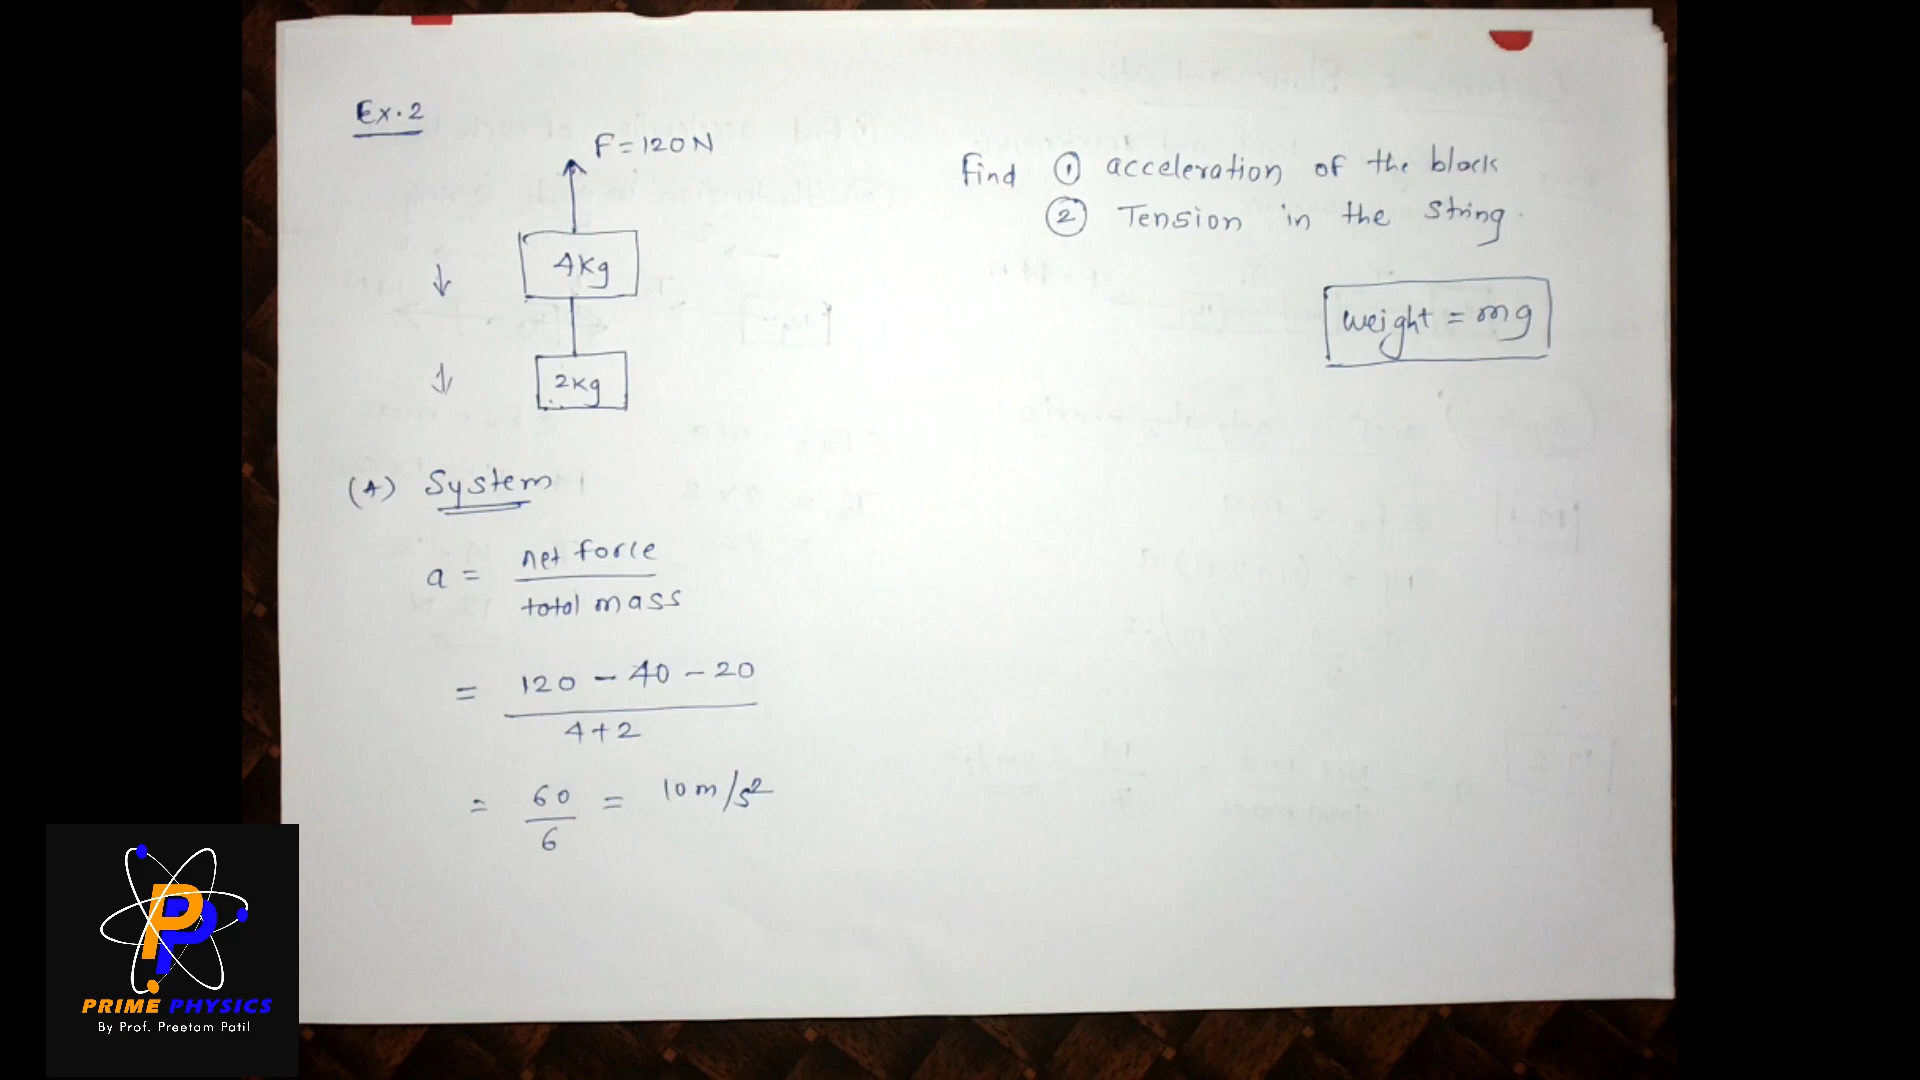 Ex.2
F=120N
4Kg
2Kg
Find ① acceleration of the block
② Tension in the string.
weight = mg
(A) System
a = net force / total mass
= 120 - 40 - 20 / 4+2
= 60 / 6 = 10 m/s²
PRIME PHYSICS
By Prof. Preetam Patil